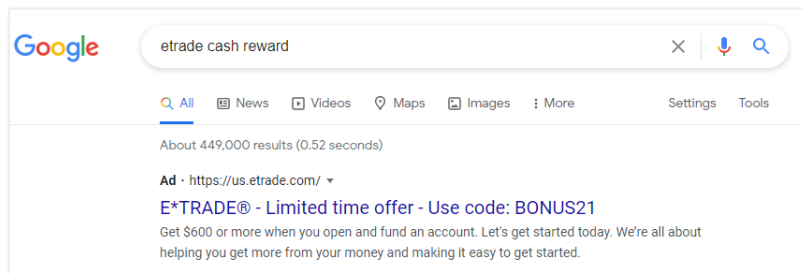 Google
etrade cash reward
All News Videos Maps Images More Settings Tools
About 449,000 results (0.52 seconds)
Ad · https://us.etrade.com/
E*TRADE® - Limited time offer - Use code: BONUS21
Get $600 or more when you open and fund an account. Let's get started today. We're all about
helping you get more from your money and making it easy to get started.